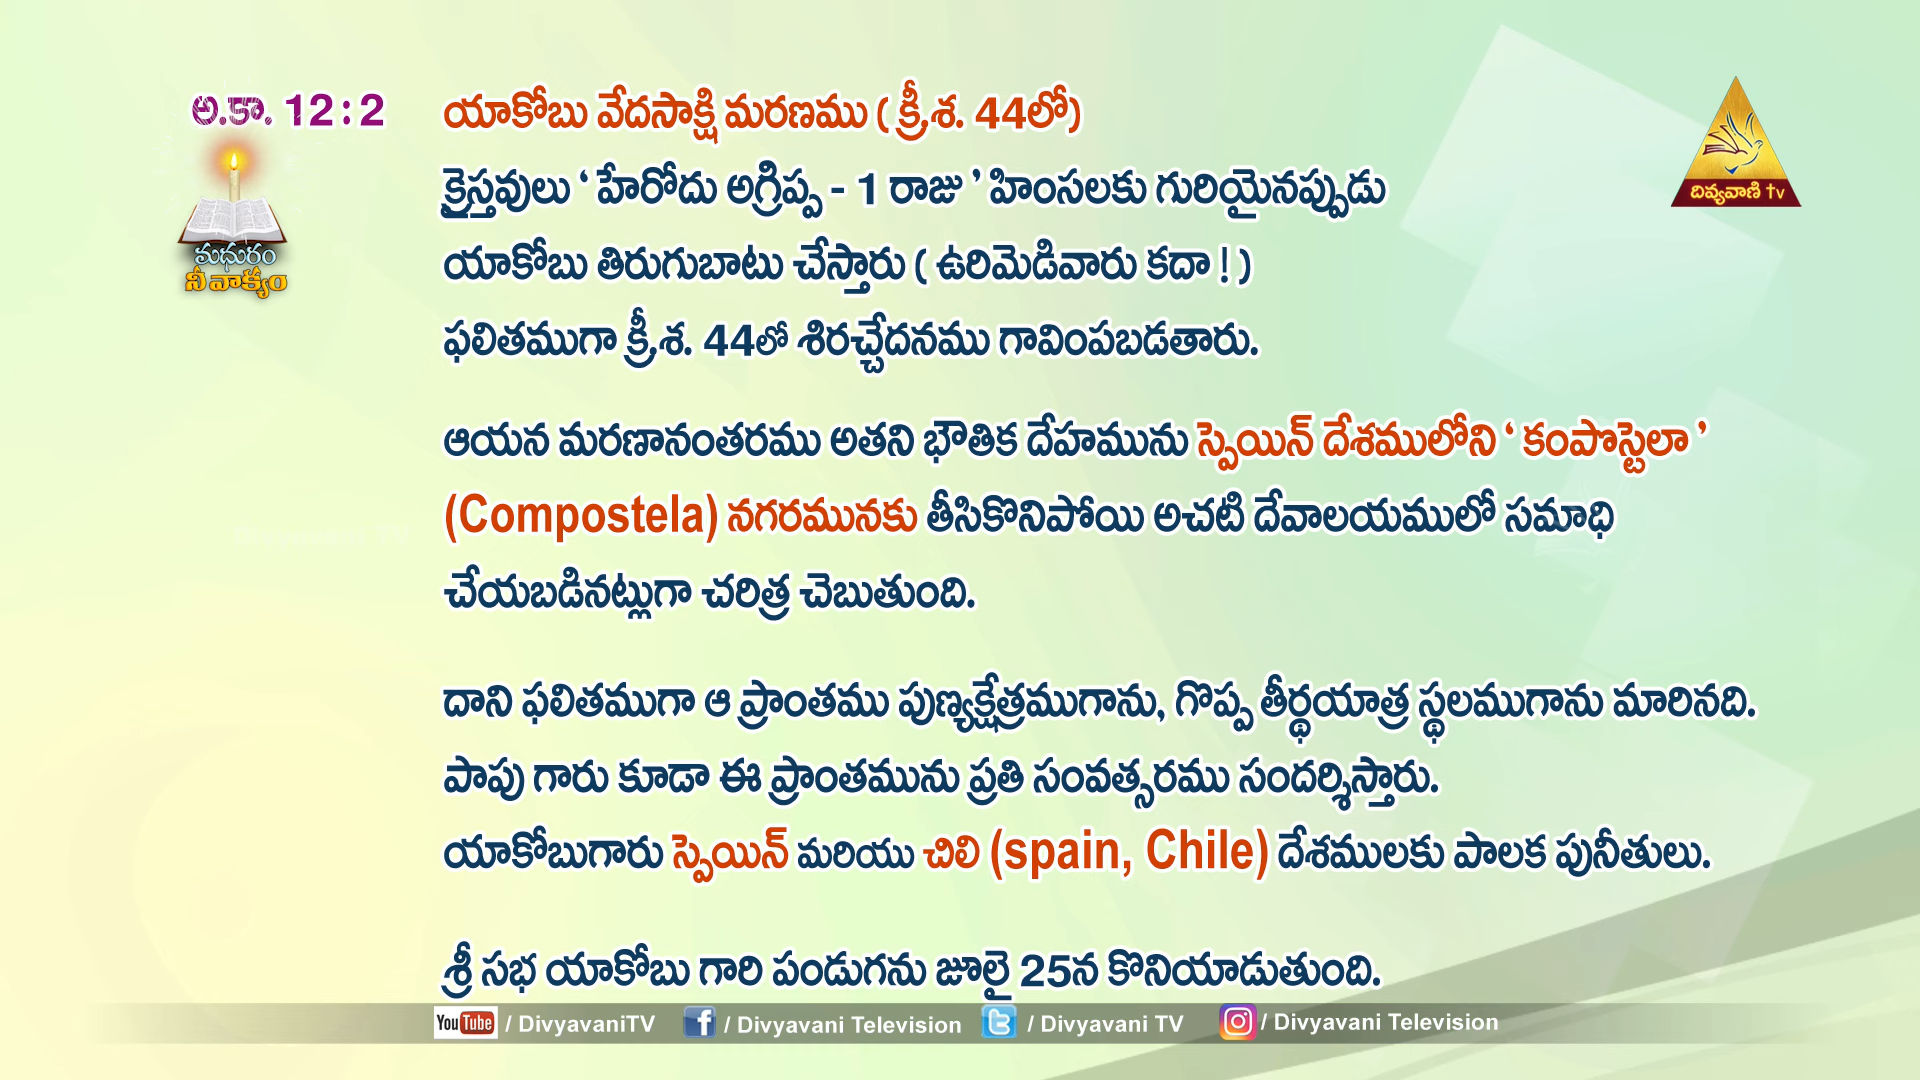 అ.కా. 12 : 2
యాకోబు వేదసాక్షి మరణము ( క్రీ.శ. 44లో)
క్రైస్తవులు ‘ హేరోదు అగ్రిప్ప - 1 రాజు ’ హింసలకు గురియైనప్పుడు
యాకోబు తిరుగుబాటు చేస్తారు ( ఉరిమెడివారు కదా ! )
ఫలితముగా క్రీ.శ. 44లో శిరచ్ఛేదనము గావింపబడతారు.
ఆయన మరణానంతరము అతని భౌతిక దేహమును స్పెయిన్ దేశములోని ‘ కంపొస్టెలా ’
(Compostela) నగరమునకు తీసికొనిపోయి అచటి దేవాలయములో సమాధి
చేయబడినట్లుగా చరిత్ర చెబుతుంది.
దాని ఫలితముగా ఆ ప్రాంతము పుణ్యక్షేత్రముగాను, గొప్ప తీర్థయాత్ర స్థలముగాను మారినది.
పాపు గారు కూడా ఈ ప్రాంతమును ప్రతి సంవత్సరము సందర్శిస్తారు.
యాకోబుగారు స్పెయిన్ మరియు చిలి (spain, Chile) దేశములకు పాలక పునీతులు.
శ్రీ సభ యాకోబు గారి పండుగను జూలై 25న కొనియాడుతుంది.
మధురం
నీ వాక్యం
దివ్యవాణి tv
Divyavani TV
YouTube / DivyavaniTV f / Divyavani Television / Divyavani TV / Divyavani Television